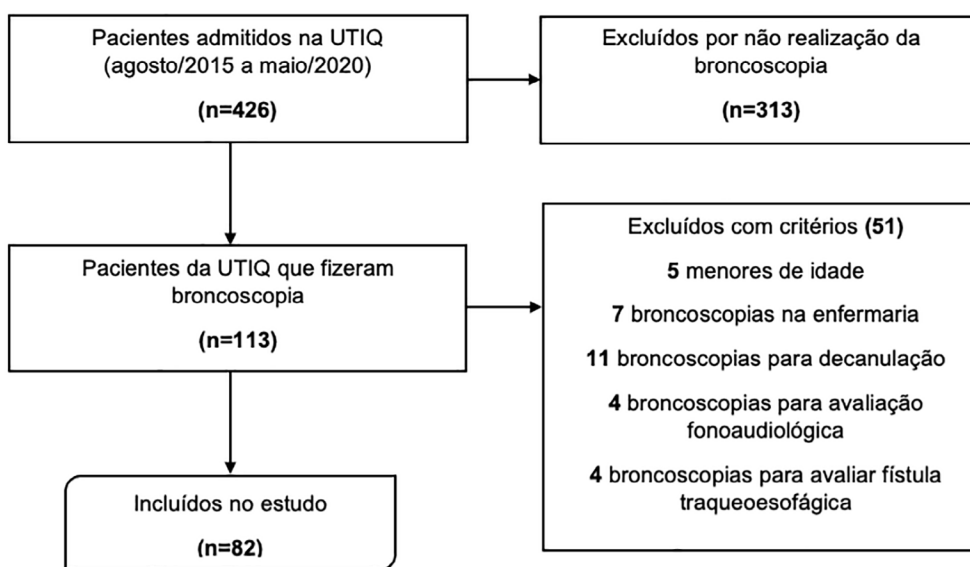 Pacientes admitidos na UTIQ
(agosto/2015 a maio/2020)
(n=426)
Excluídos por não realização da
broncoscopia
(n=313)
Pacientes da UTIQ que fizeram
broncoscopia
(n=113)
Excluídos com critérios (51)
5 menores de idade
7 broncoscopias na enfermaria
11 broncoscopias para decanulação
4 broncoscopias para avaliação
fonoaudiológica
4 broncoscopias para avaliar fístula
traqueoesofágica
Incluídos no estudo
(n=82)